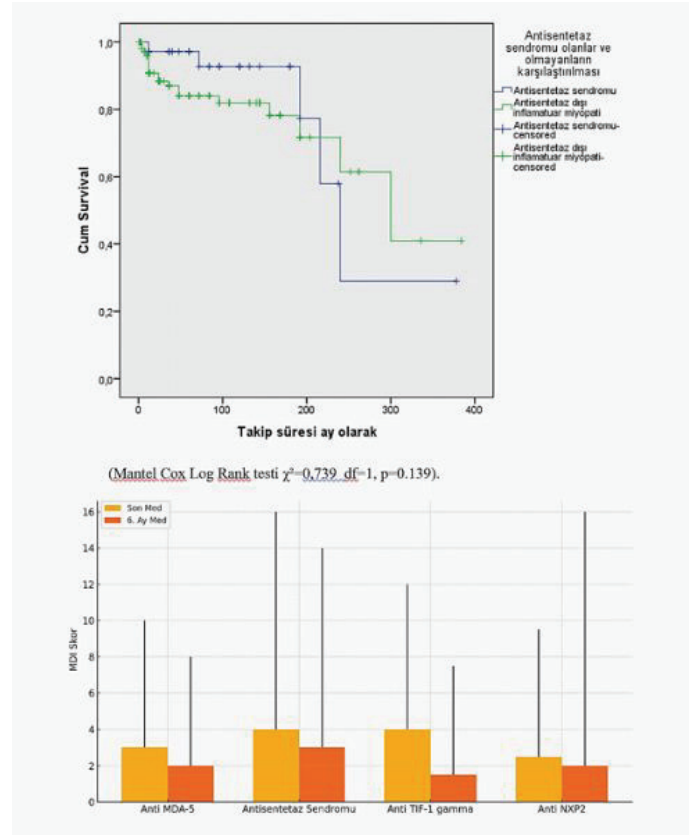 Antisentetaz
sendromu olanlar ve
olmayanların
karşılaştırılması
Antisentetaz sendromu
Antisentetaz dışı
inflamatuar miyopati
Antisentetaz sendromu-
censored
Antisentetaz dışı
inflamatuar miyopati-
censored
Cum Survival
1,0
0,8
0,6
0,4
0,2
0,0
0
100
200
300
400
Takip süresi ay olarak
(Mantel Cox Log Rank testi χ²=0,739 df=1, p=0.139).
Son Med
6. Ay Med
MDI Skor
16
14
12
10
8
6
4
2
0
Anti MDA-5
Antisentetaz Sendromu
Anti TIF-1 gamma
Anti NXP2